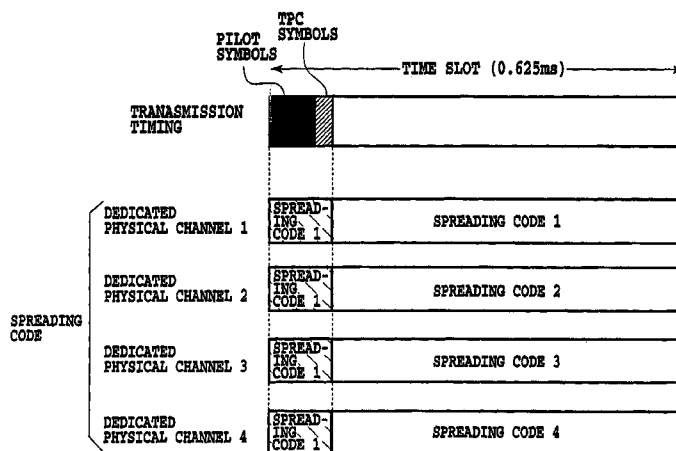 TPC
SYMBOLS
PILOT
SYMBOLS
TIME SLOT (0.625ms)
TRANASMISSION
TIMING
DEDICATED
PHYSICAL CHANNEL 1
SPREAD-
ING
CODE 1
SPREADING CODE 1
DEDICATED
PHYSICAL CHANNEL 2
SPREAD-
ING
CODE 1
SPREADING CODE 2
SPREADING
CODE
DEDICATED
PHYSICAL CHANNEL 3
SPREAD-
ING
CODE 1
SPREADING CODE 3
DEDICATED
PHYSICAL CHANNEL 4
SPREAD-
ING
CODE 1
SPREADING CODE 4